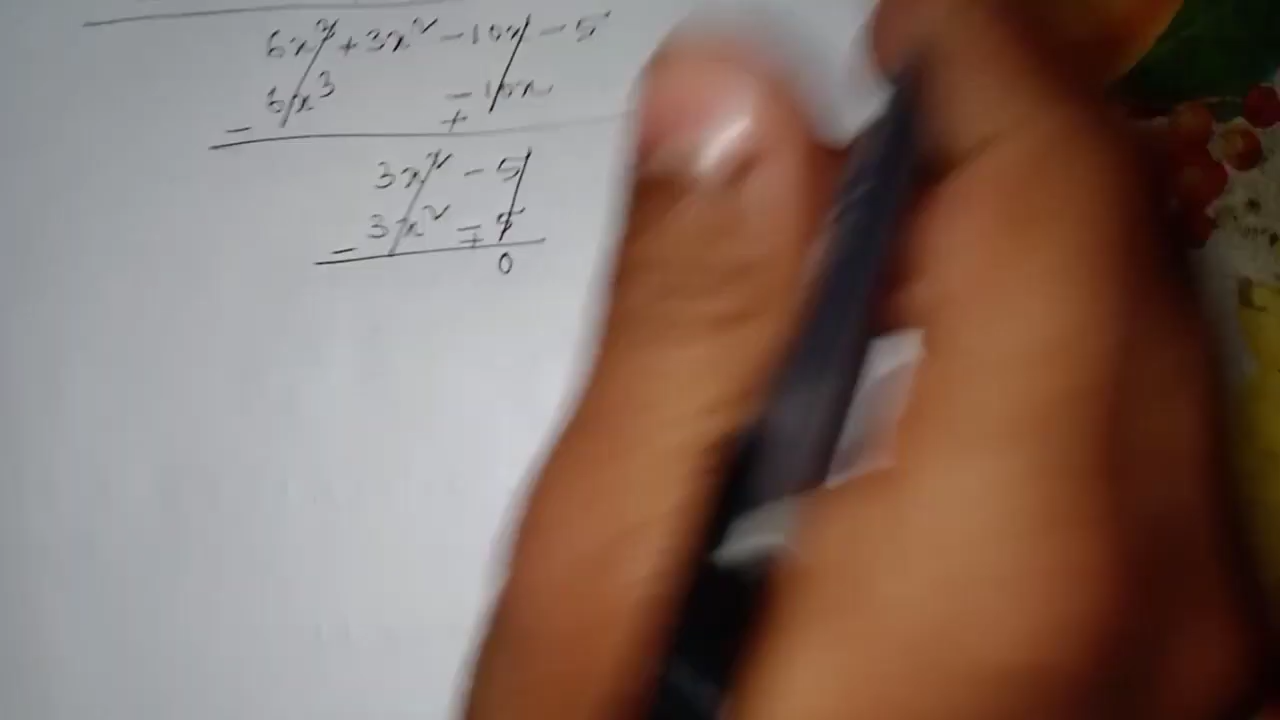 6x³ + 3x² - 10x - 5
6x³ - 10x
- +
3x² - 5
3x² - 5
- +
0